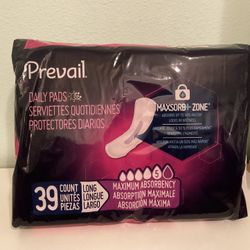 Prevail
DAILY PADS
SERVIETTES QUOTIDIENNES
PROTECTORES DIARIOS
MAXSORB ZONE
39
COUNT
UNITÉS
PIEZAS
LONG
LONGUE
LARGO
5
MAXIMUM ABSORBENCY
ABSORPTION MAXIMALE
ABSORCIÓN MÁXIMA